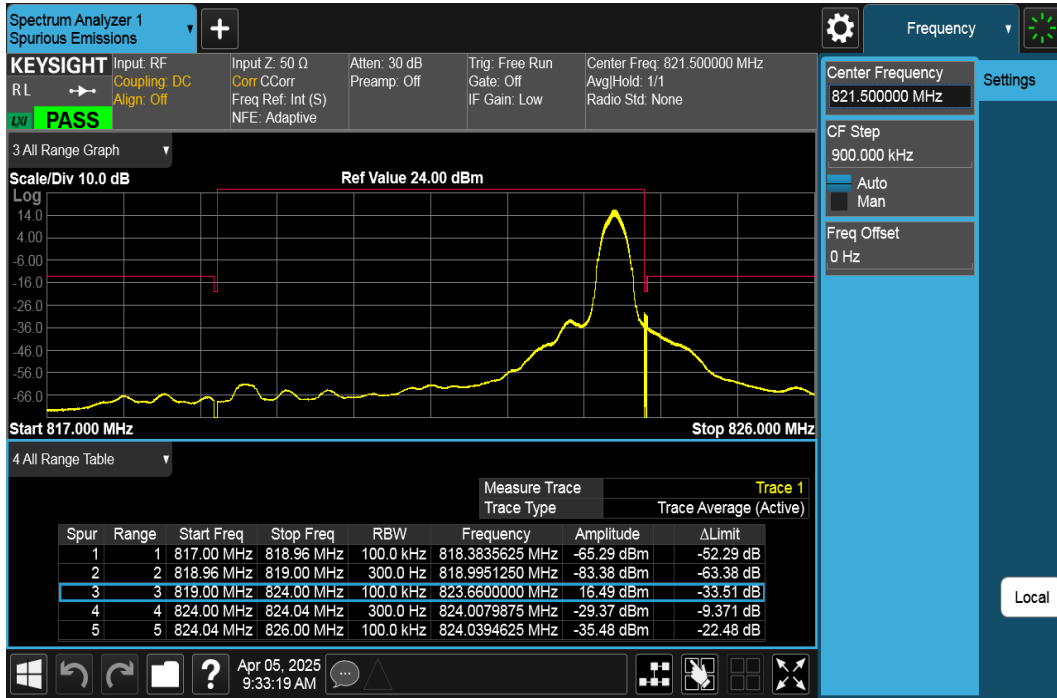 Spectrum Analyzer 1
Spurious Emissions
+
Frequency
KEYSIGHT
R L
LXI
PASS
Input: RF
Coupling: DC
Align: Off
Input Z: 50 Ω
Corr CCorr
Freq Ref: Int (S)
NFE: Adaptive
Atten: 30 dB
Preamp: Off
Trig: Free Run
Gate: Off
IF Gain: Low
Center Freq: 821.500000 MHz
Avg|Hold: 1/1
Radio Std: None
Center Frequency
821.500000 MHz
Settings
CF Step
900.000 kHz
Auto
Man
Freq Offset
0 Hz
3 All Range Graph
Scale/Div 10.0 dB
Ref Value 24.00 dBm
Log
14.0
4.00
-6.00
-16.0
-26.0
-36.0
-46.0
-56.0
-66.0
Start 817.000 MHz
Stop 826.000 MHz
4 All Range Table
Measure Trace Trace 1
Trace Type Trace Average (Active)
Spur Range Start Freq Stop Freq RBW Frequency Amplitude ΔLimit
1 1 817.00 MHz 818.96 MHz 100.0 kHz 818.3835625 MHz -65.29 dBm -52.29 dB
2 2 818.96 MHz 819.00 MHz 300.0 Hz 818.9951250 MHz -83.38 dBm -63.38 dB
3 3 819.00 MHz 824.00 MHz 100.0 kHz 823.6600000 MHz 16.49 dBm -33.51 dB
4 4 824.00 MHz 824.04 MHz 300.0 Hz 824.0079875 MHz -29.37 dBm -9.371 dB
5 5 824.04 MHz 826.00 MHz 100.0 kHz 824.0394625 MHz -35.48 dBm -22.48 dB
Local
?
Apr 05, 2025
9:33:19 AM